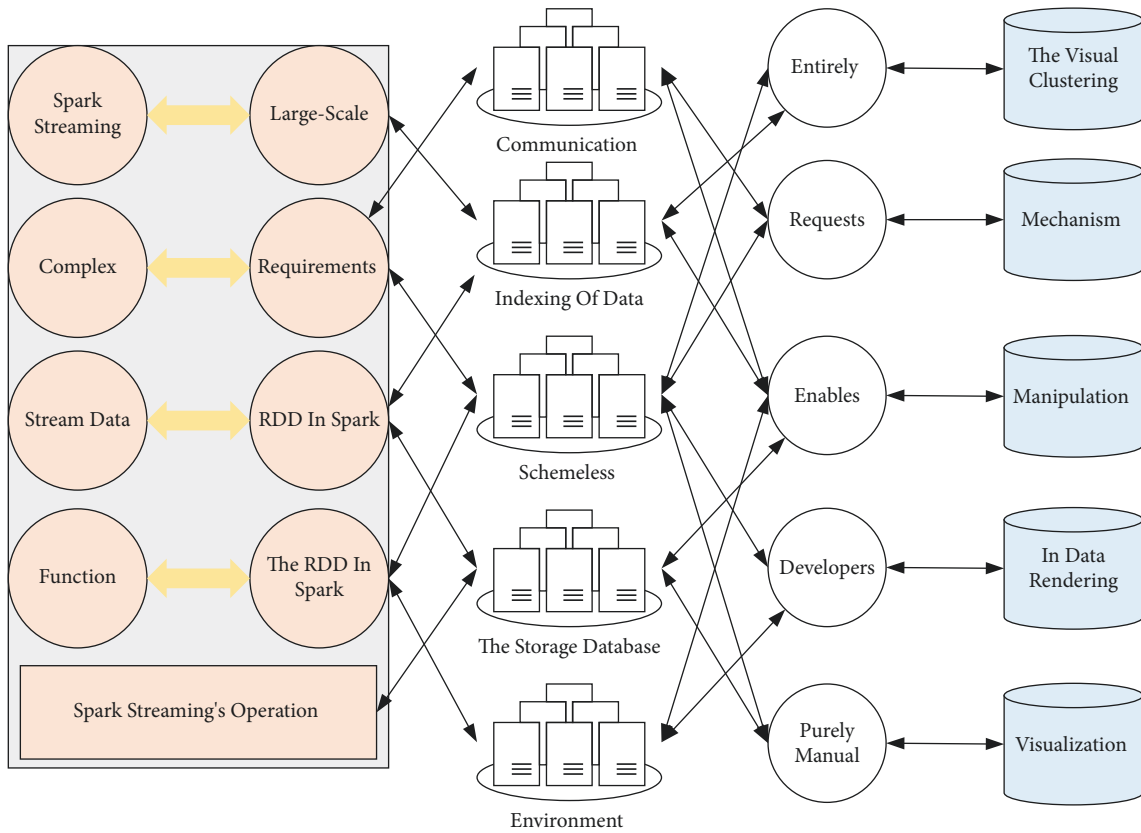 Spark
Streaming
Large-Scale
Complex
Requirements
Stream Data
RDD In Spark
Function
The RDD In
Spark
Spark Streaming's Operation
Communication
Indexing Of Data
Schemeless
The Storage Database
Environment
Entirely
Requests
Enables
Developers
Purely
Manual
The Visual
Clustering
Mechanism
Manipulation
In Data
Rendering
Visualization